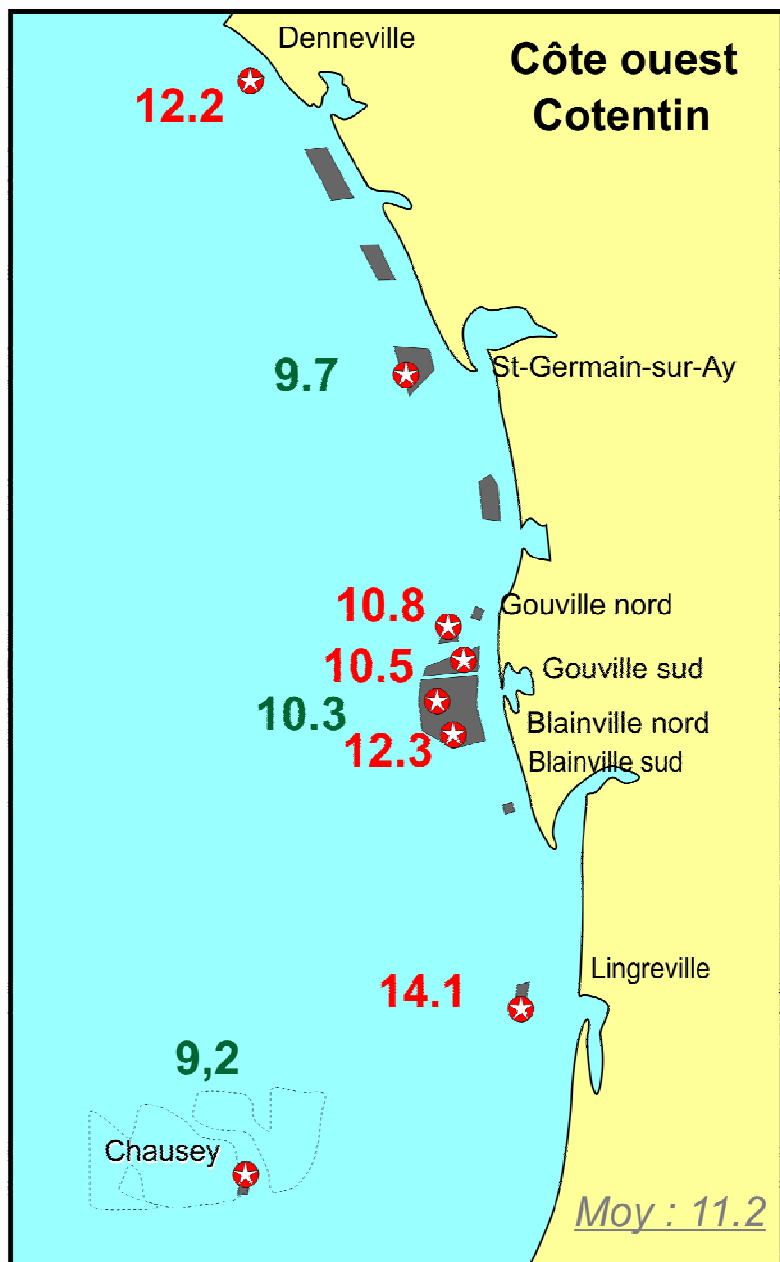 Denneville
Côte ouest
Cotentin
12.2
9.7
St-Germain-sur-Ay
10.8
Gouville nord
10.5
Gouville sud
10.3
Blainville nord
12.3
Blainville sud
Lingreville
14.1
9,2
Chausey
Moy : 11.2